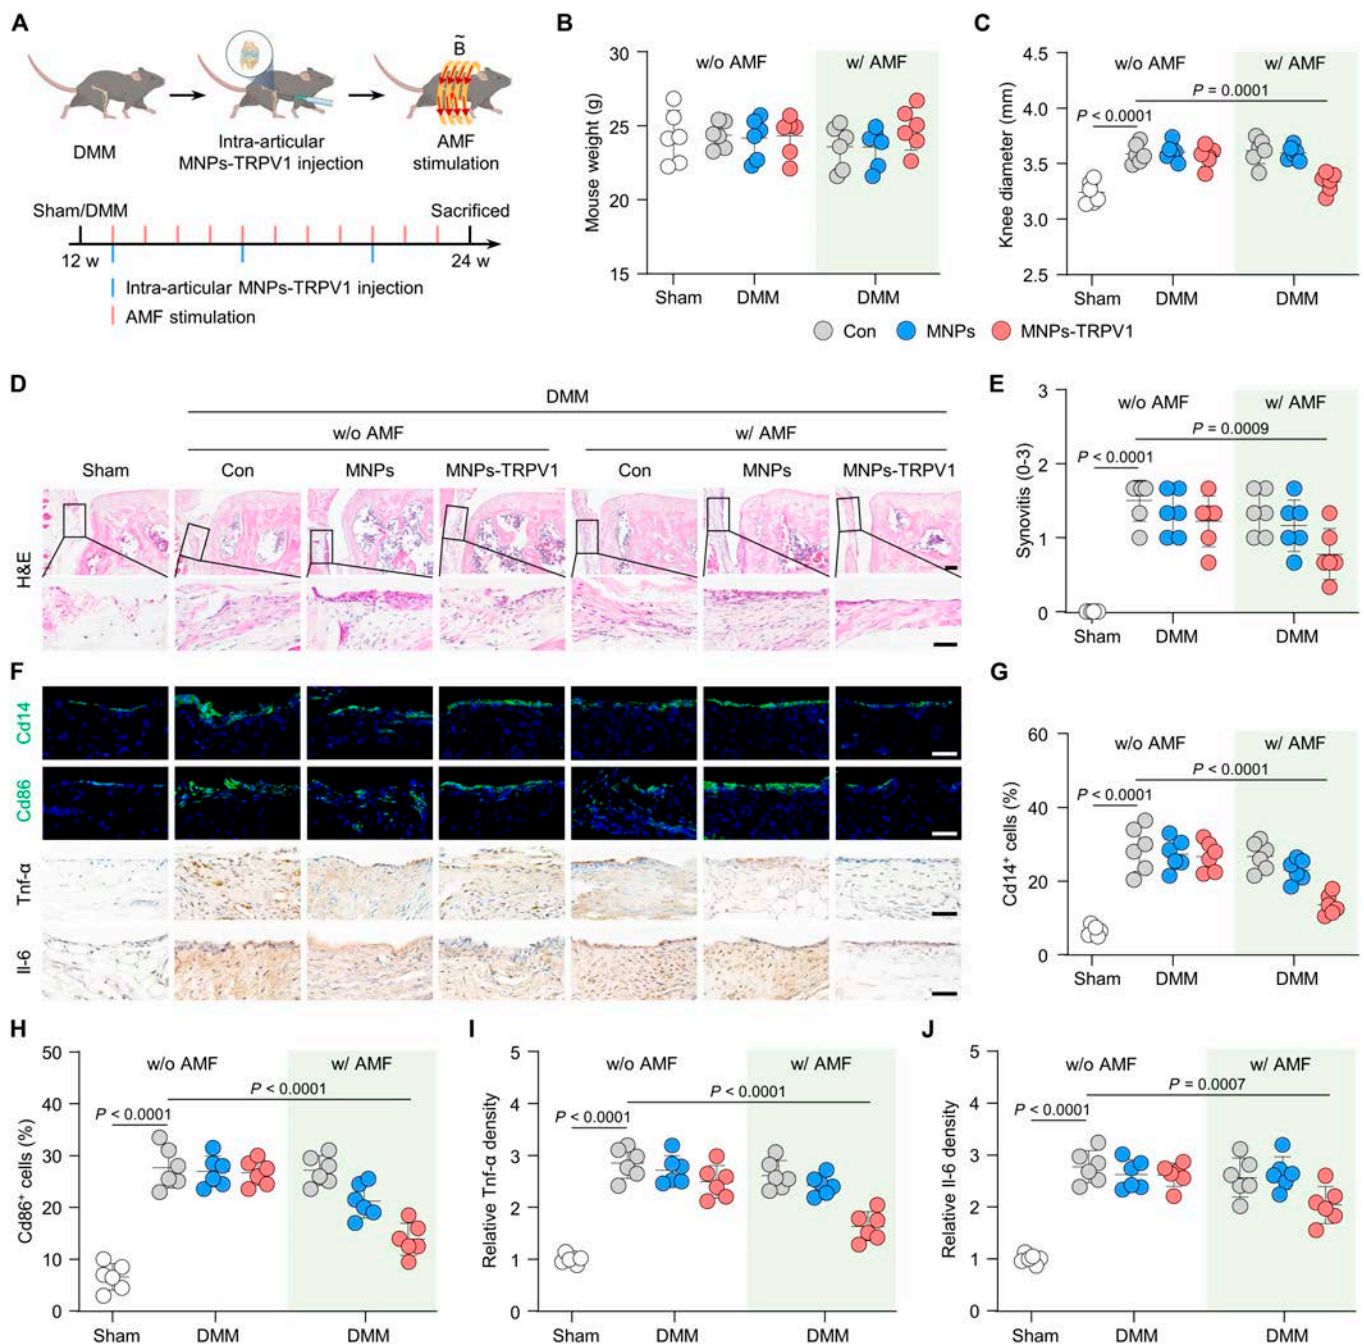 A
B̃
DMM
Intra-articular
MNPs-TRPV1 injection
AMF
stimulation
Sham/DMM
Sacrificed
12 w
24 w
Intra-articular MNPs-TRPV1 injection
AMF stimulation
B
Mouse weight (g)
30
25
20
15
w/o AMF
w/ AMF
Sham
DMM
C
Knee diameter (mm)
4.5
4.0
3.5
3.0
2.5
w/o AMF
w/ AMF
P = 0.0001
P < 0.0001
Sham
DMM
DMM
Con
MNPs
MNPs-TRPV1
D
DMM
w/o AMF
w/ AMF
Sham
Con
MNPs
MNPs-TRPV1
Con
MNPs
MNPs-TRPV1
H&E
E
Synovitis (0-3)
3
2
1
0
w/o AMF
w/ AMF
P = 0.0009
P < 0.0001
Sham
DMM
DMM
F
Cd14
Cd86
Tnf-α
Il-6
G
Cd14⁺ cells (%)
60
40
20
0
w/o AMF
w/ AMF
P < 0.0001
P < 0.0001
Sham
DMM
DMM
H
Cd86⁺ cells (%)
50
40
30
20
10
0
w/o AMF
w/ AMF
P < 0.0001
P < 0.0001
Sham
DMM
DMM
I
Relative Tnf-α density
5
4
3
2
1
0
w/o AMF
w/ AMF
P < 0.0001
P < 0.0001
Sham
DMM
DMM
J
Relative Il-6 density
5
4
3
2
1
0
w/o AMF
w/ AMF
P = 0.0007
P < 0.0001
Sham
DMM
DMM